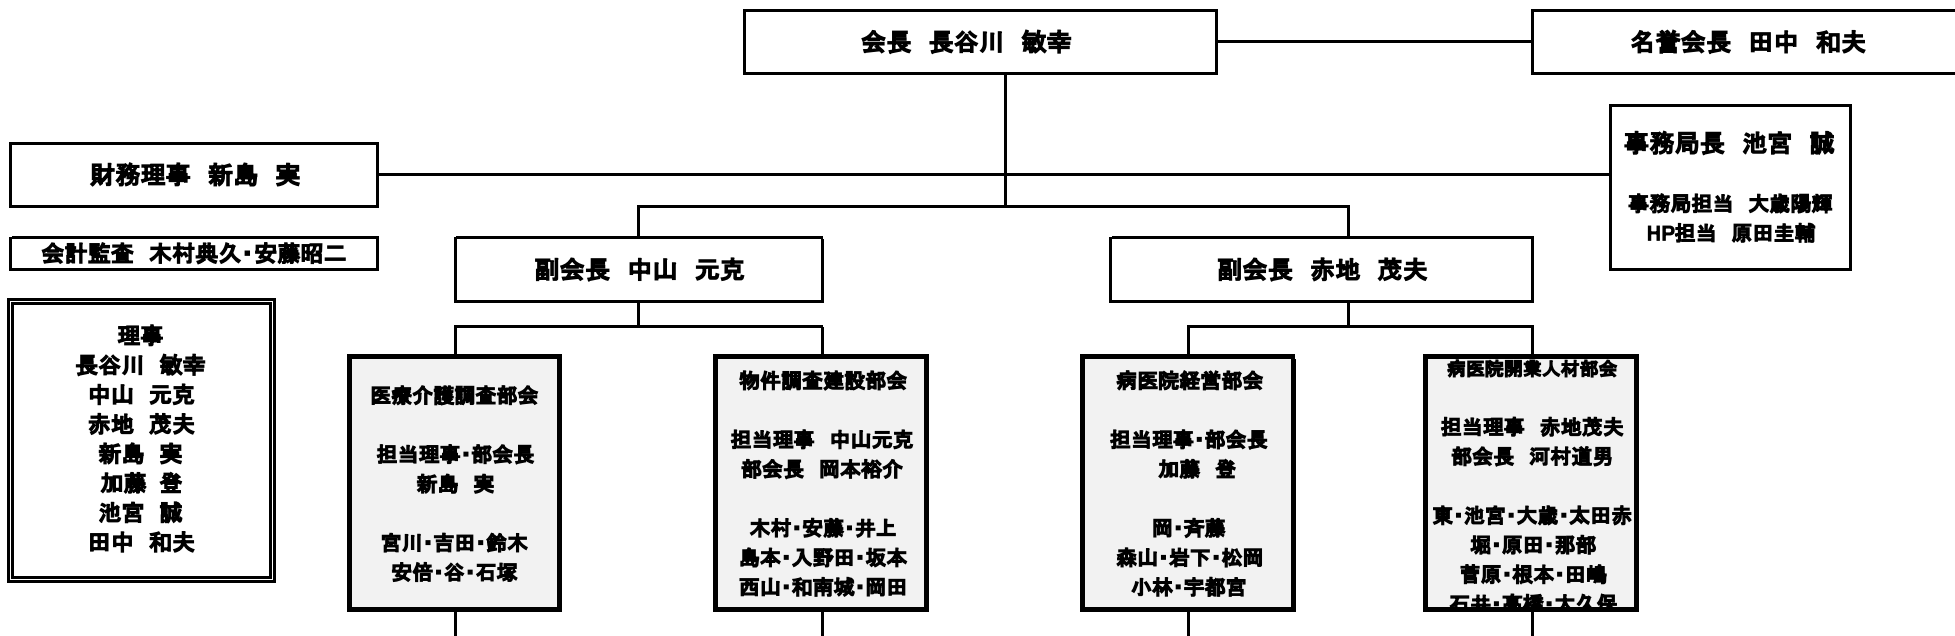 会長 長谷川 敏幸
名誉会長 田中 和夫
事務局長 池宮 誠
事務局担当 大歳陽輝
HP担当 原田圭輔
財務理事 新島 実
会計監査 木村典久・安藤昭二
副会長 中山 元克
副会長 赤地 茂夫
理事
長谷川 敏幸
中山 元克
赤地 茂夫
新島 実
加藤 登
池宮 誠
田中 和夫
医療介護調査部会
担当理事・部会長
新島 実
宮川・吉田・鈴木
安倍・谷・石塚
物件調査建設部会
担当理事 中山元克
部会長 岡本裕介
木村・安藤・井上
島本・入野田・坂本
西山・和南城・岡田
病医院経営部会
担当理事・部会長
加藤 登
岡・斉藤
森山・岩下・松岡
小林・宇都宮
病医院開業人材部会
担当理事 赤地茂夫
部会長 河村道男
東・池宮・大歳・太田赤
堀・原田・那部
菅原・根本・田嶋
石井・高橋・大久保